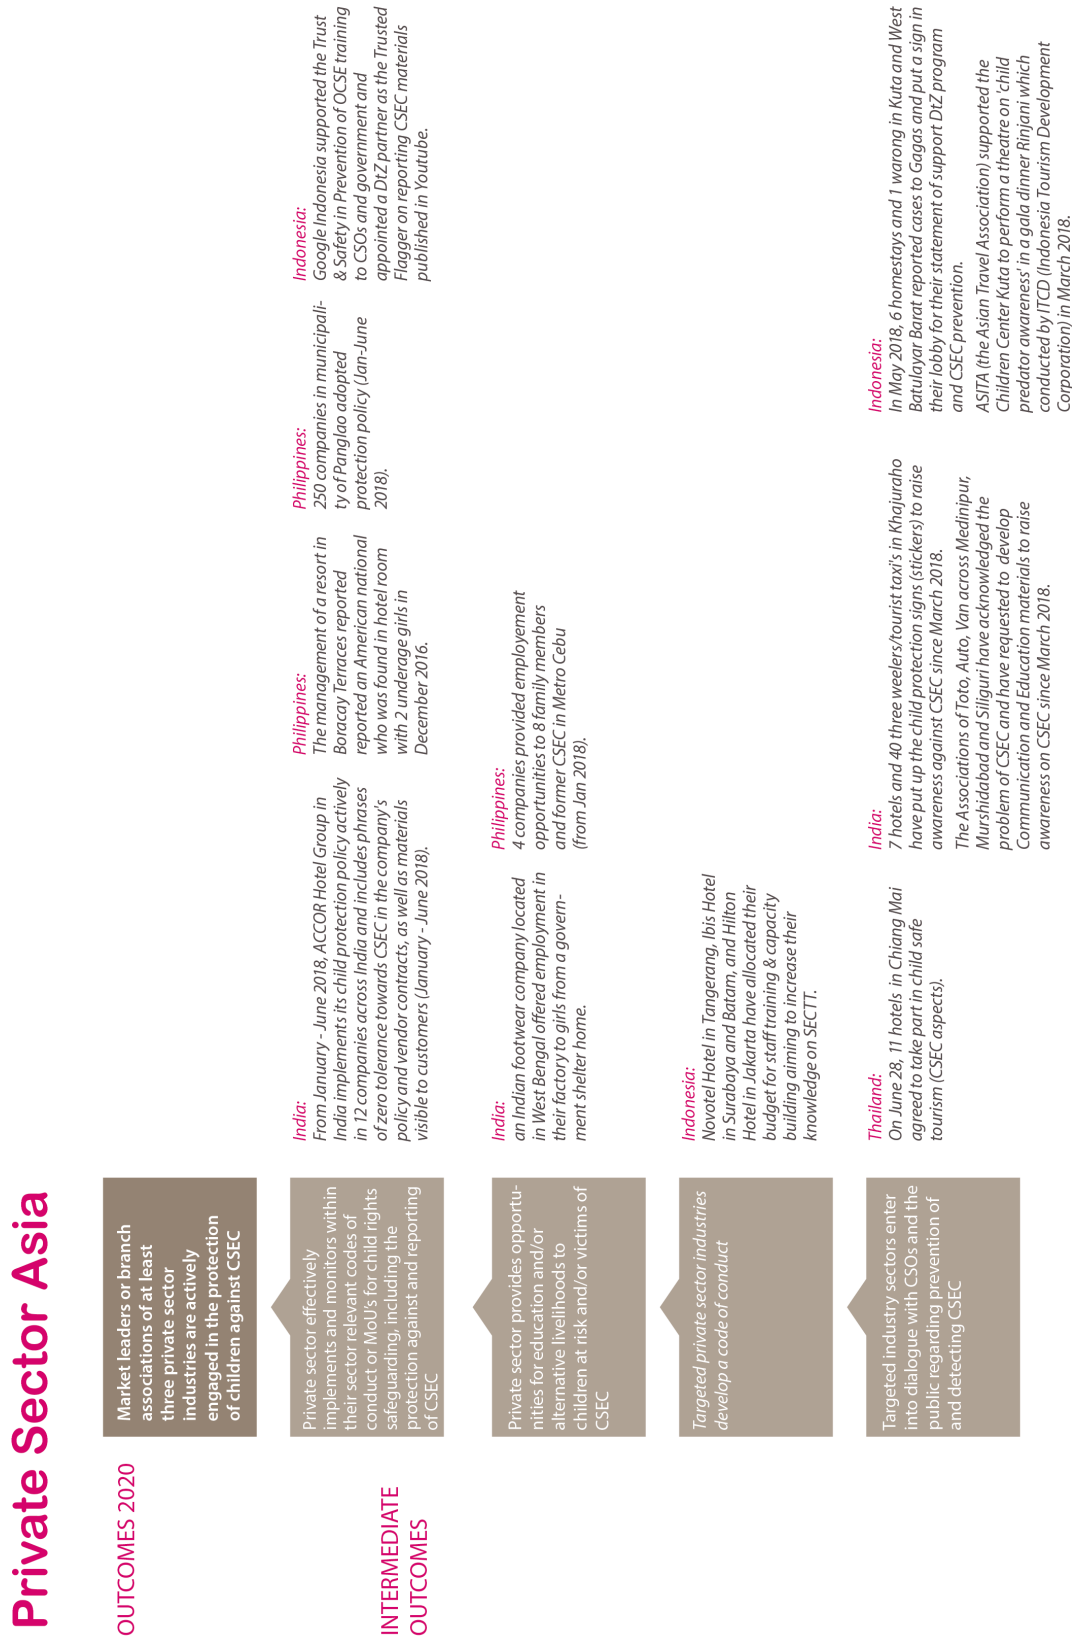 Private Sector Asia
OUTCOMES 2020
Market leaders or branch
associations of at least
three private sector
industries are actively
engaged in the protection
of children against CSEC
INTERMEDIATE
OUTCOMES
Private sector effectively
implements and monitors within
their sector relevant codes of
conduct or MoU's for child rights
safeguarding, including the
protection against and reporting
of CSEC
India:
From January - June 2018, ACCOR Hotel Group in
India implements its child protection policy actively
in 12 companies across India and includes phrases
of zero tolerance towards CSEC in the company's
policy and vendor contracts, as well as materials
visible to customers (January - June 2018).
Philippines:
The management of a resort in
Boracay Terraces reported
reported an American national
who was found in hotel room
with 2 underage girls in
December 2016.
Philippines:
250 companies in municipali-
ty of Panglao adopted
protection policy (Jan-June
2018).
Indonesia:
Google Indonesia supported the Trust
& Safety in Prevention of OCSE training
to CSOs and government and
appointed a DtZ partner as the Trusted
Flagger on reporting CSEC materials
published in Youtube.
Private sector provides opportu-
nities for education and/or
alternative livelihoods to
children at risk and/or victims of
CSEC
India:
an Indian footwear company located
in West Bengal offered employment in
their factory to girls from a govern-
ment shelter home.
Philippines:
4 companies provided employement
opportunities to 8 family members
and former CSEC in Metro Cebu
(from Jan 2018).
Targeted private sector industries
develop a code of conduct
Indonesia:
Novotel Hotel in Tangerang, Ibis Hotel
in Surabaya and Batam, and Hilton
Hotel in Jakarta have allocated their
budget for staff training & capacity
building aiming to increase their
knowledge on SECTT.
Targeted industry sectors enter
into dialogue with CSOs and the
public regarding prevention of
and detecting CSEC
Thailand:
On June 28, 11 hotels in Chiang Mai
agreed to take part in child safe
tourism (CSEC aspects).
India:
7 hotels and 40 three weelers/tourist taxi's in Khajuraho
have put up the child protection signs (stickers) to raise
awareness against CSEC since March 2018.
The Associations of Toto, Auto, Van across Medinipur,
Murshidabad and Siliguri have acknowledged the
problem of CSEC and have requested to develop
Communication and Education materials to raise
awareness on CSEC since March 2018.
Indonesia:
In May 2018, 6 homestays and 1 warong in Kuta and West
Batulayar Barat reported cases to Gagas and put a sign in
their lobby for their statement of support DtZ program
and CSEC prevention.
ASITA (the Asian Travel Association) supported the
Children Center Kuta to perform a theatre on 'child
predator awareness' in a gala dinner Rinjani which
conducted by ITCD (Indonesia Tourism Development
Corporation) in March 2018.